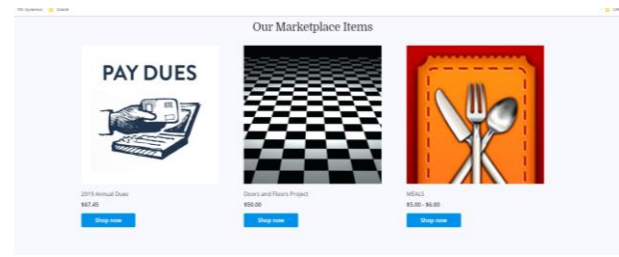 Our Marketplace Items
PAY DUES
2019 Annual Dues
$67.45
Shop now
Doors and Floors Project
$50.00
Shop now
MEALS
$5.00 - $6.00
Shop now